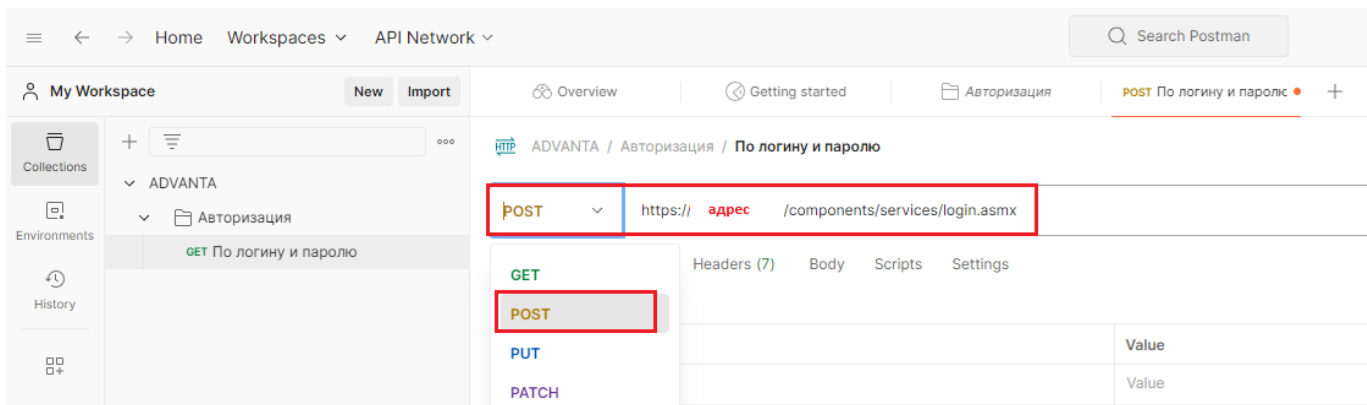 Home Workspaces API Network Search Postman
My Workspace New Import Overview Getting started Авторизация POST По логину и паролю
Collections
ADVANTA / Авторизация / По логину и паролю
ADVANTA
POST https:// адрес /components/services/login.asmx
Авторизация
Environments
GET По логину и паролю
Headers (7) Body Scripts Settings
GET
History
POST
Value
PUT
Value
PATCH